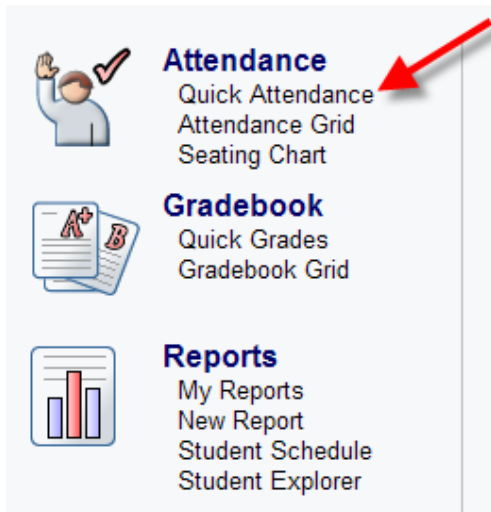 Attendance
Quick Attendance
Attendance Grid
Seating Chart
A+
B
Gradebook
Quick Grades
Gradebook Grid
Reports
My Reports
New Report
Student Schedule
Student Explorer